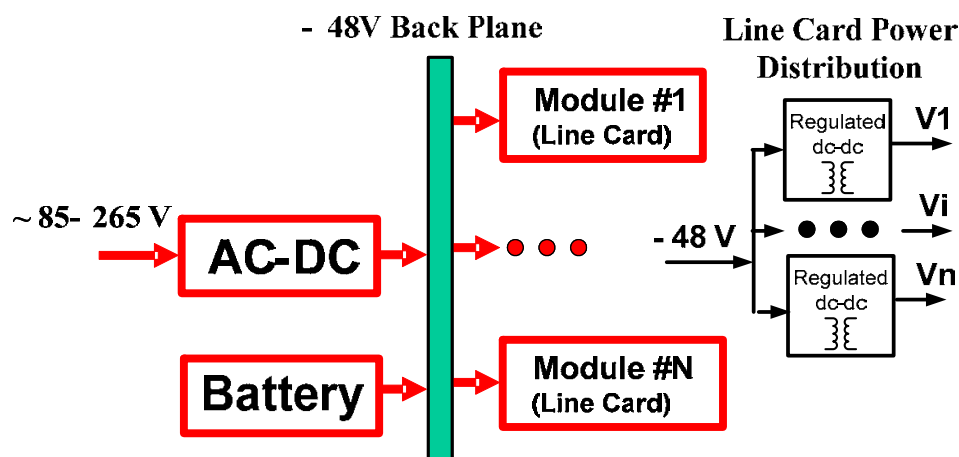 - 48V Back Plane
Line Card Power
Distribution
Module #1
(Line Card)
Regulated
dc-dc
V1
~ 85- 265 V
AC-DC
- 48 V
Vi
Regulated
dc-dc
Vn
Battery
Module #N
(Line Card)